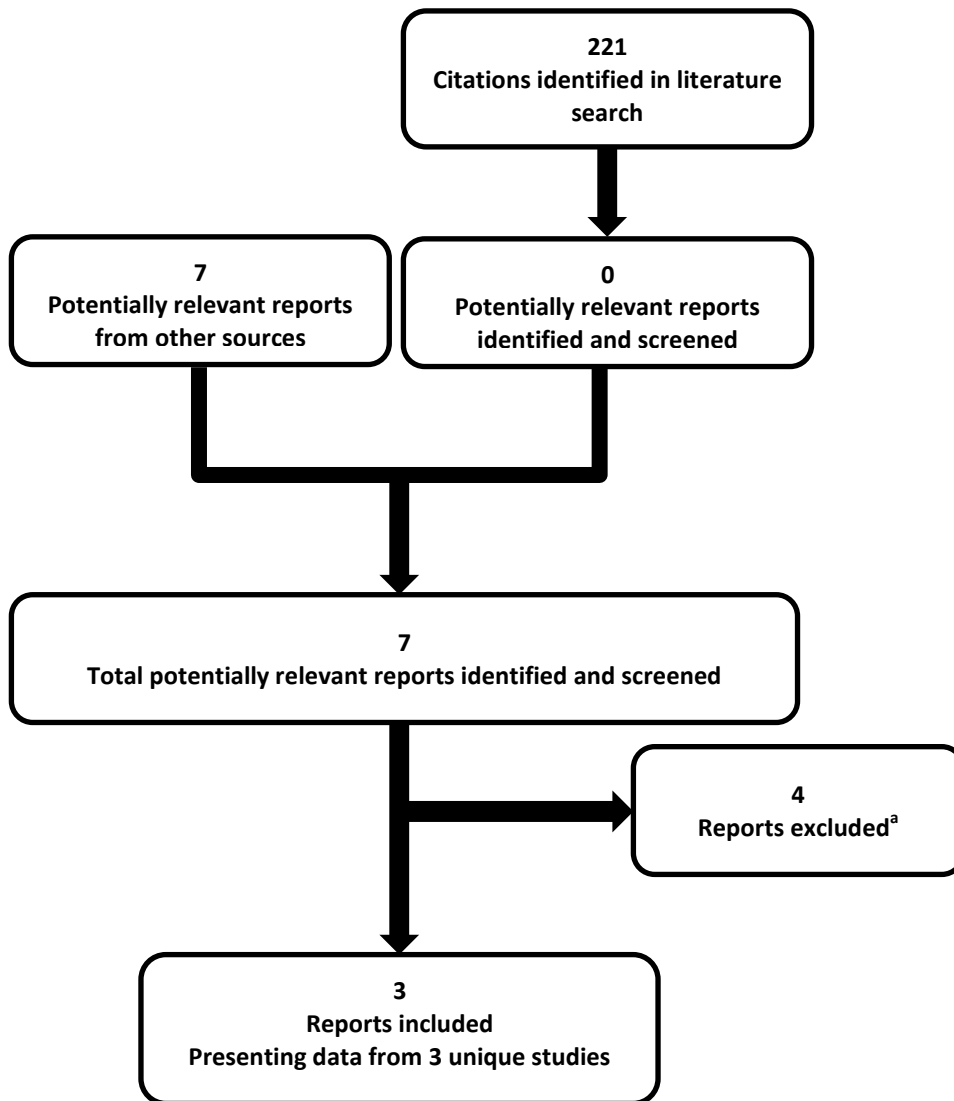 221
Citations identified in literature
search
7
Potentially relevant reports
from other sources
0
Potentially relevant reports
identified and screened
7
Total potentially relevant reports identified and screened
4
Reports excludedᵃ
3
Reports included
Presenting data from 3 unique studies